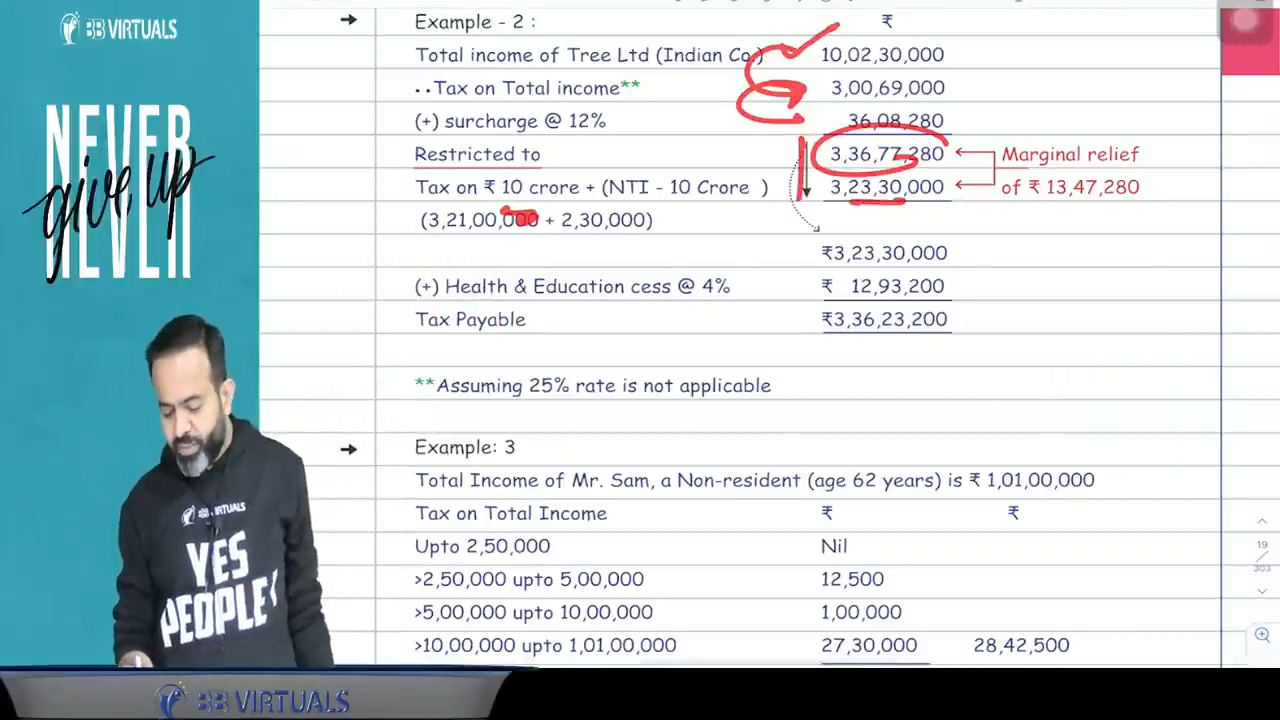 BB VIRTUALS
NEVER
give up
NEVER
BB VIRTUALS
YES
PEOPLE!
→ Example - 2 : ₹
Total income of Tree Ltd (Indian Co.) 10,02,30,000
Tax on Total income** 3,00,69,000
(+) surcharge @ 12% 36,08,280
Restricted to 3,36,77,280 Marginal relief
Tax on ₹ 10 crore + (NTI - 10 Crore ) 3,23,30,000 of ₹ 13,47,280
(3,21,00,000 + 2,30,000)
₹3,23,30,000
(+) Health & Education cess @ 4% ₹ 12,93,200
Tax Payable ₹3,36,23,200
**Assuming 25% rate is not applicable
→ Example: 3
Total Income of Mr. Sam, a Non-resident (age 62 years) is ₹ 1,01,00,000
Tax on Total Income ₹ ₹
Upto 2,50,000 Nil
>2,50,000 upto 5,00,000 12,500
>5,00,000 upto 10,00,000 1,00,000
>10,00,000 upto 1,01,00,000 27,30,000 28,42,500
19
303
BB VIRTUALS